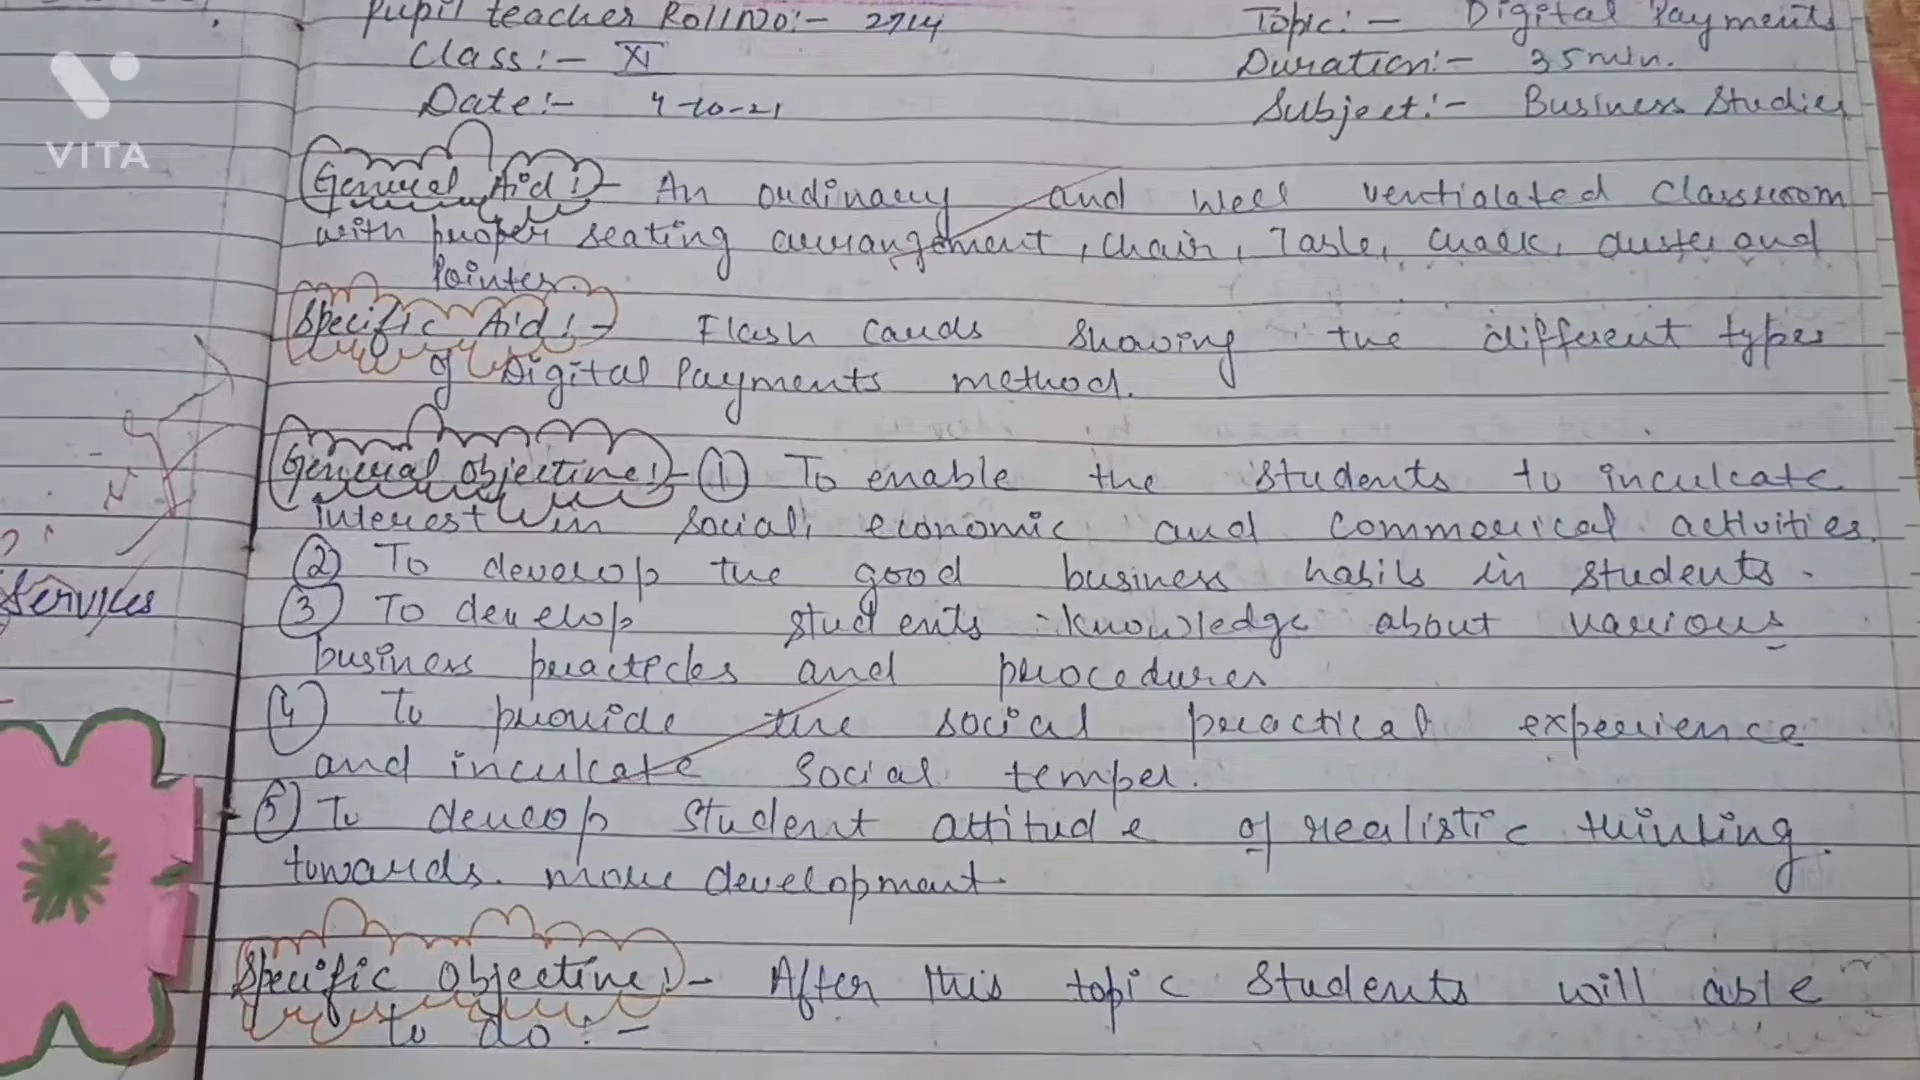 Pupil teacher Roll no:- 2714
Topic:- Digital Payments
Class:- XI
Duration:- 35 min.
Date:- 4-10-21
Subject:- Business Studies
VITA
General Aid:- An ordinary and well ventialated classroom
with proper seating arrangement, chair, Table, chalk, duster and
Pointer.
Specific Aid:- Flash cards showing the different types
of Digital Payments method.
General objective:- (1) To enable the students to inculcate
interest in social, economic and commerical activities.
(2) To develop the good business habits in students.
(3) To develop students knowledge about various
business practices and procedures
(4) To provide the social practical experience
and inculcate social temper.
(5) To develop student attitude of realistic thinking
towards more development.
Services
Specific objective:- After this topic students will able
to do:-